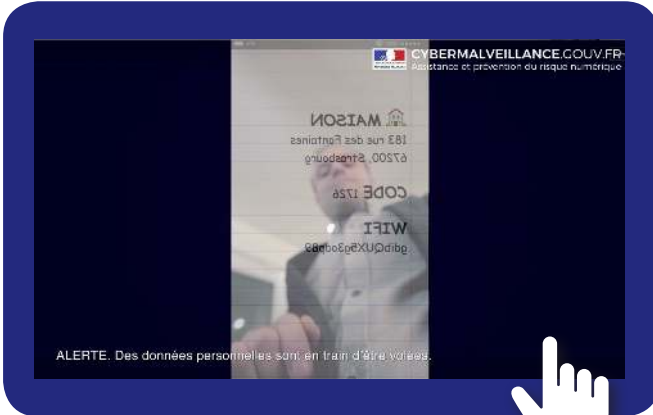 CYBERMALVEILLANCE.GOUV.FR
Assistance et prévention du risque numérique
MAISON
183 rue des Fontaines
67200, Strasbourg
CODE 1726
WIFI
ALERTE. Des données personnelles sont en train d'être volées.